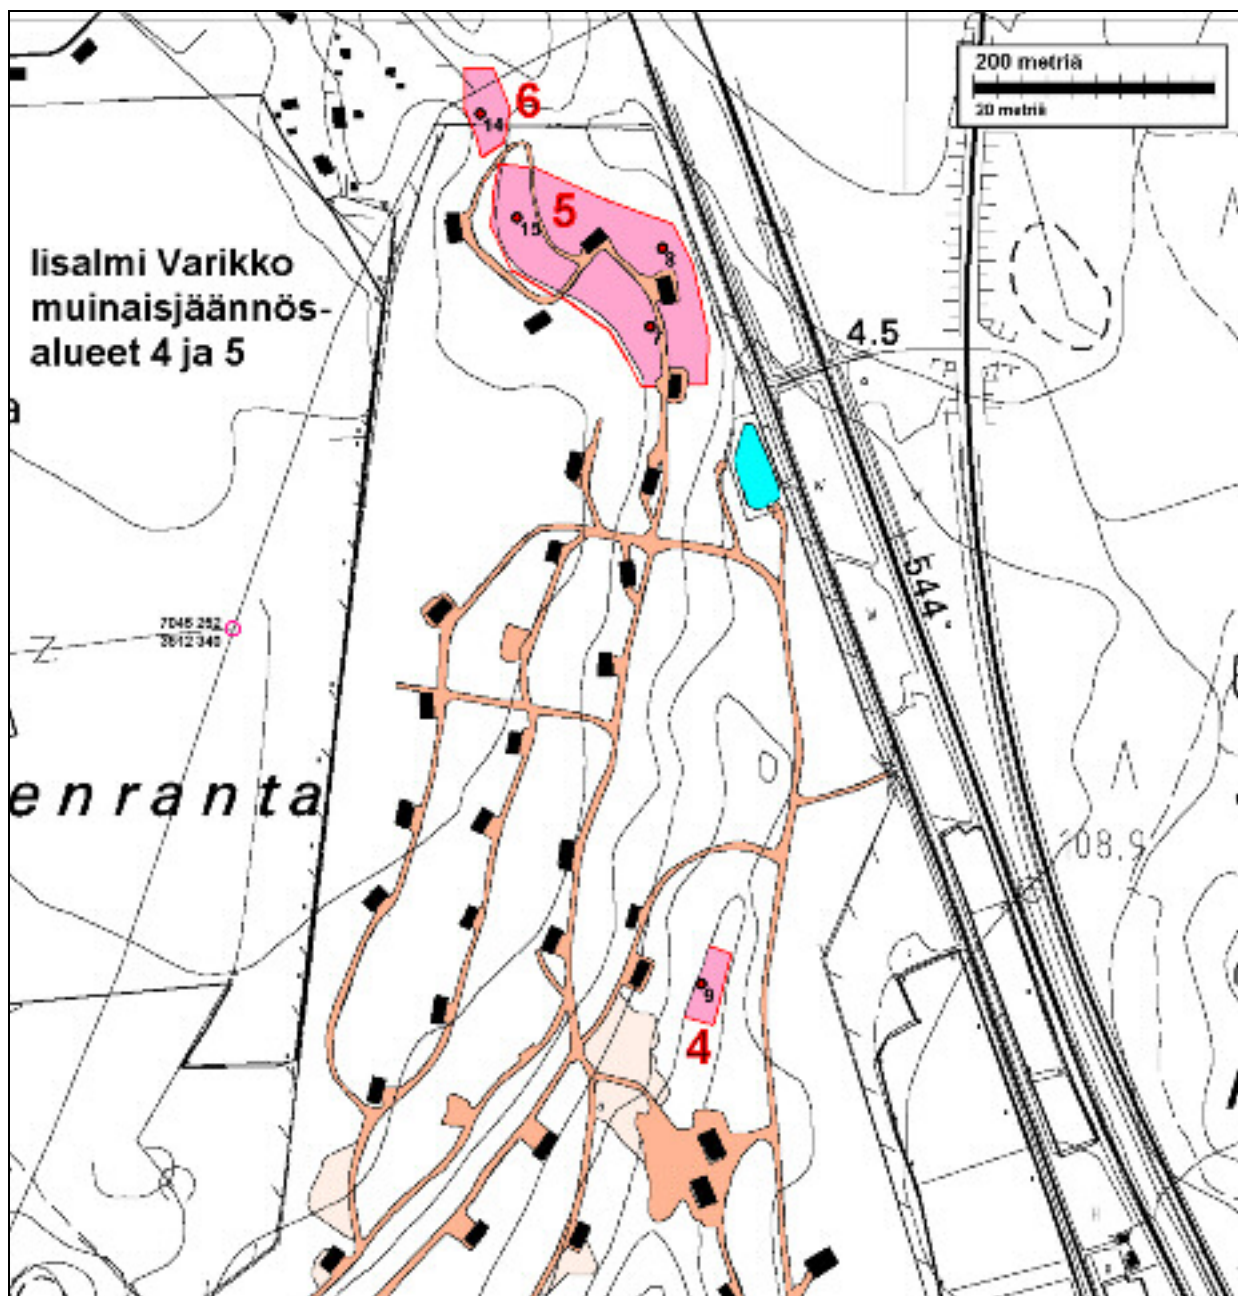 200 metriä
20 metriä
6
14
5
15
8
7
Iisalmi Varikko
muinaisjäännös-
alueet 4 ja 5
4.5
a
544
7046 252
3512 340
enranta
108.9
9
4